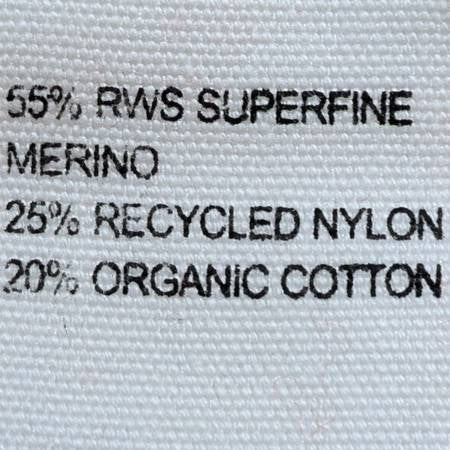 55% RWS SUPERFINE
MERINO
25% RECYCLED NYLON
20% ORGANiC COTTON